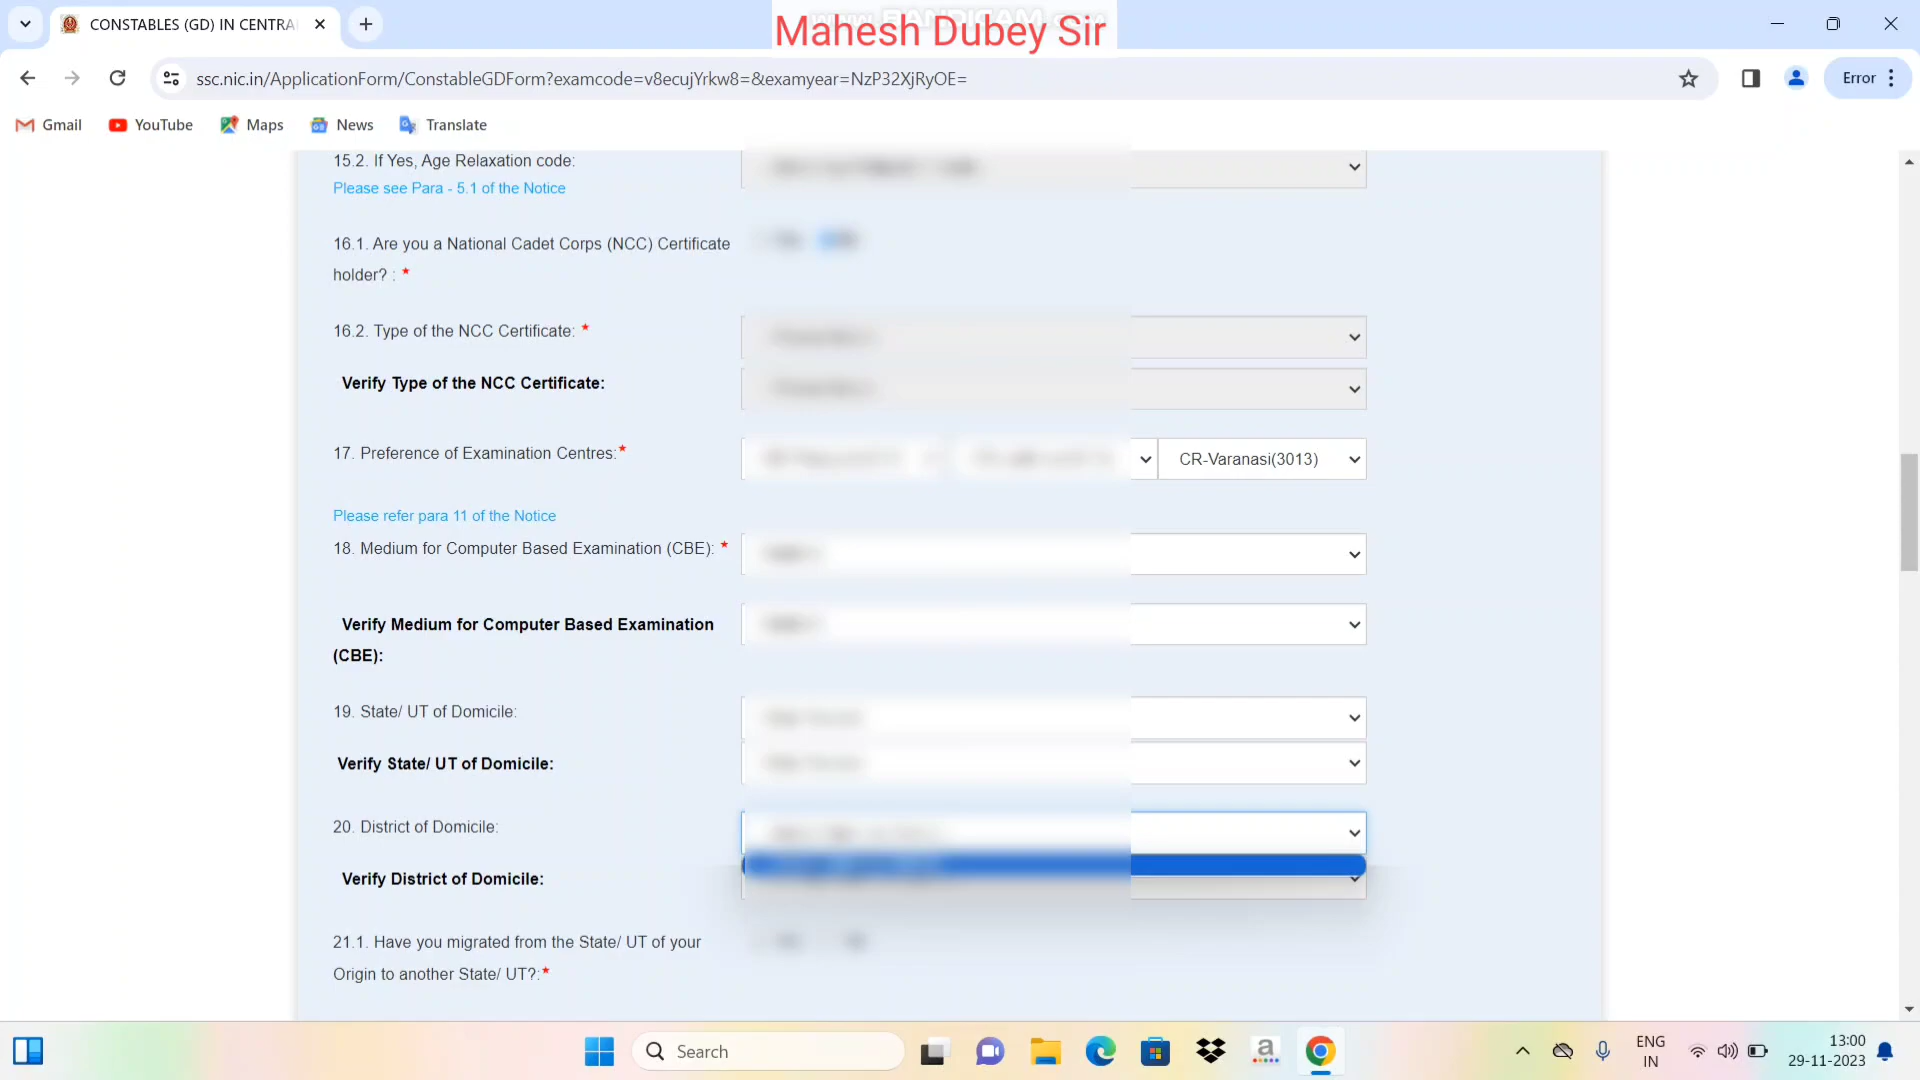 CONSTABLES (GD) IN CENTRA
Mahesh Dubey Sir
ssc.nic.in/ApplicationForm/ConstableGDForm?examcode=v8ecujYrkw8=&examyear=NzP32XjRyOE=
Error
Gmail
YouTube
Maps
News
Translate
15.2. If Yes, Age Relaxation code:
Please see Para - 5.1 of the Notice
16.1. Are you a National Cadet Corps (NCC) Certificate
holder? : *
16.2. Type of the NCC Certificate: *
Verify Type of the NCC Certificate:
17. Preference of Examination Centres:*
CR-Varanasi(3013)
Please refer para 11 of the Notice
18. Medium for Computer Based Examination (CBE): *
Verify Medium for Computer Based Examination
(CBE):
19. State/ UT of Domicile:
Verify State/ UT of Domicile:
20. District of Domicile:
Verify District of Domicile:
21.1. Have you migrated from the State/ UT of your
Origin to another State/ UT?:*
Search
ENG
IN
13:00
29-11-2023